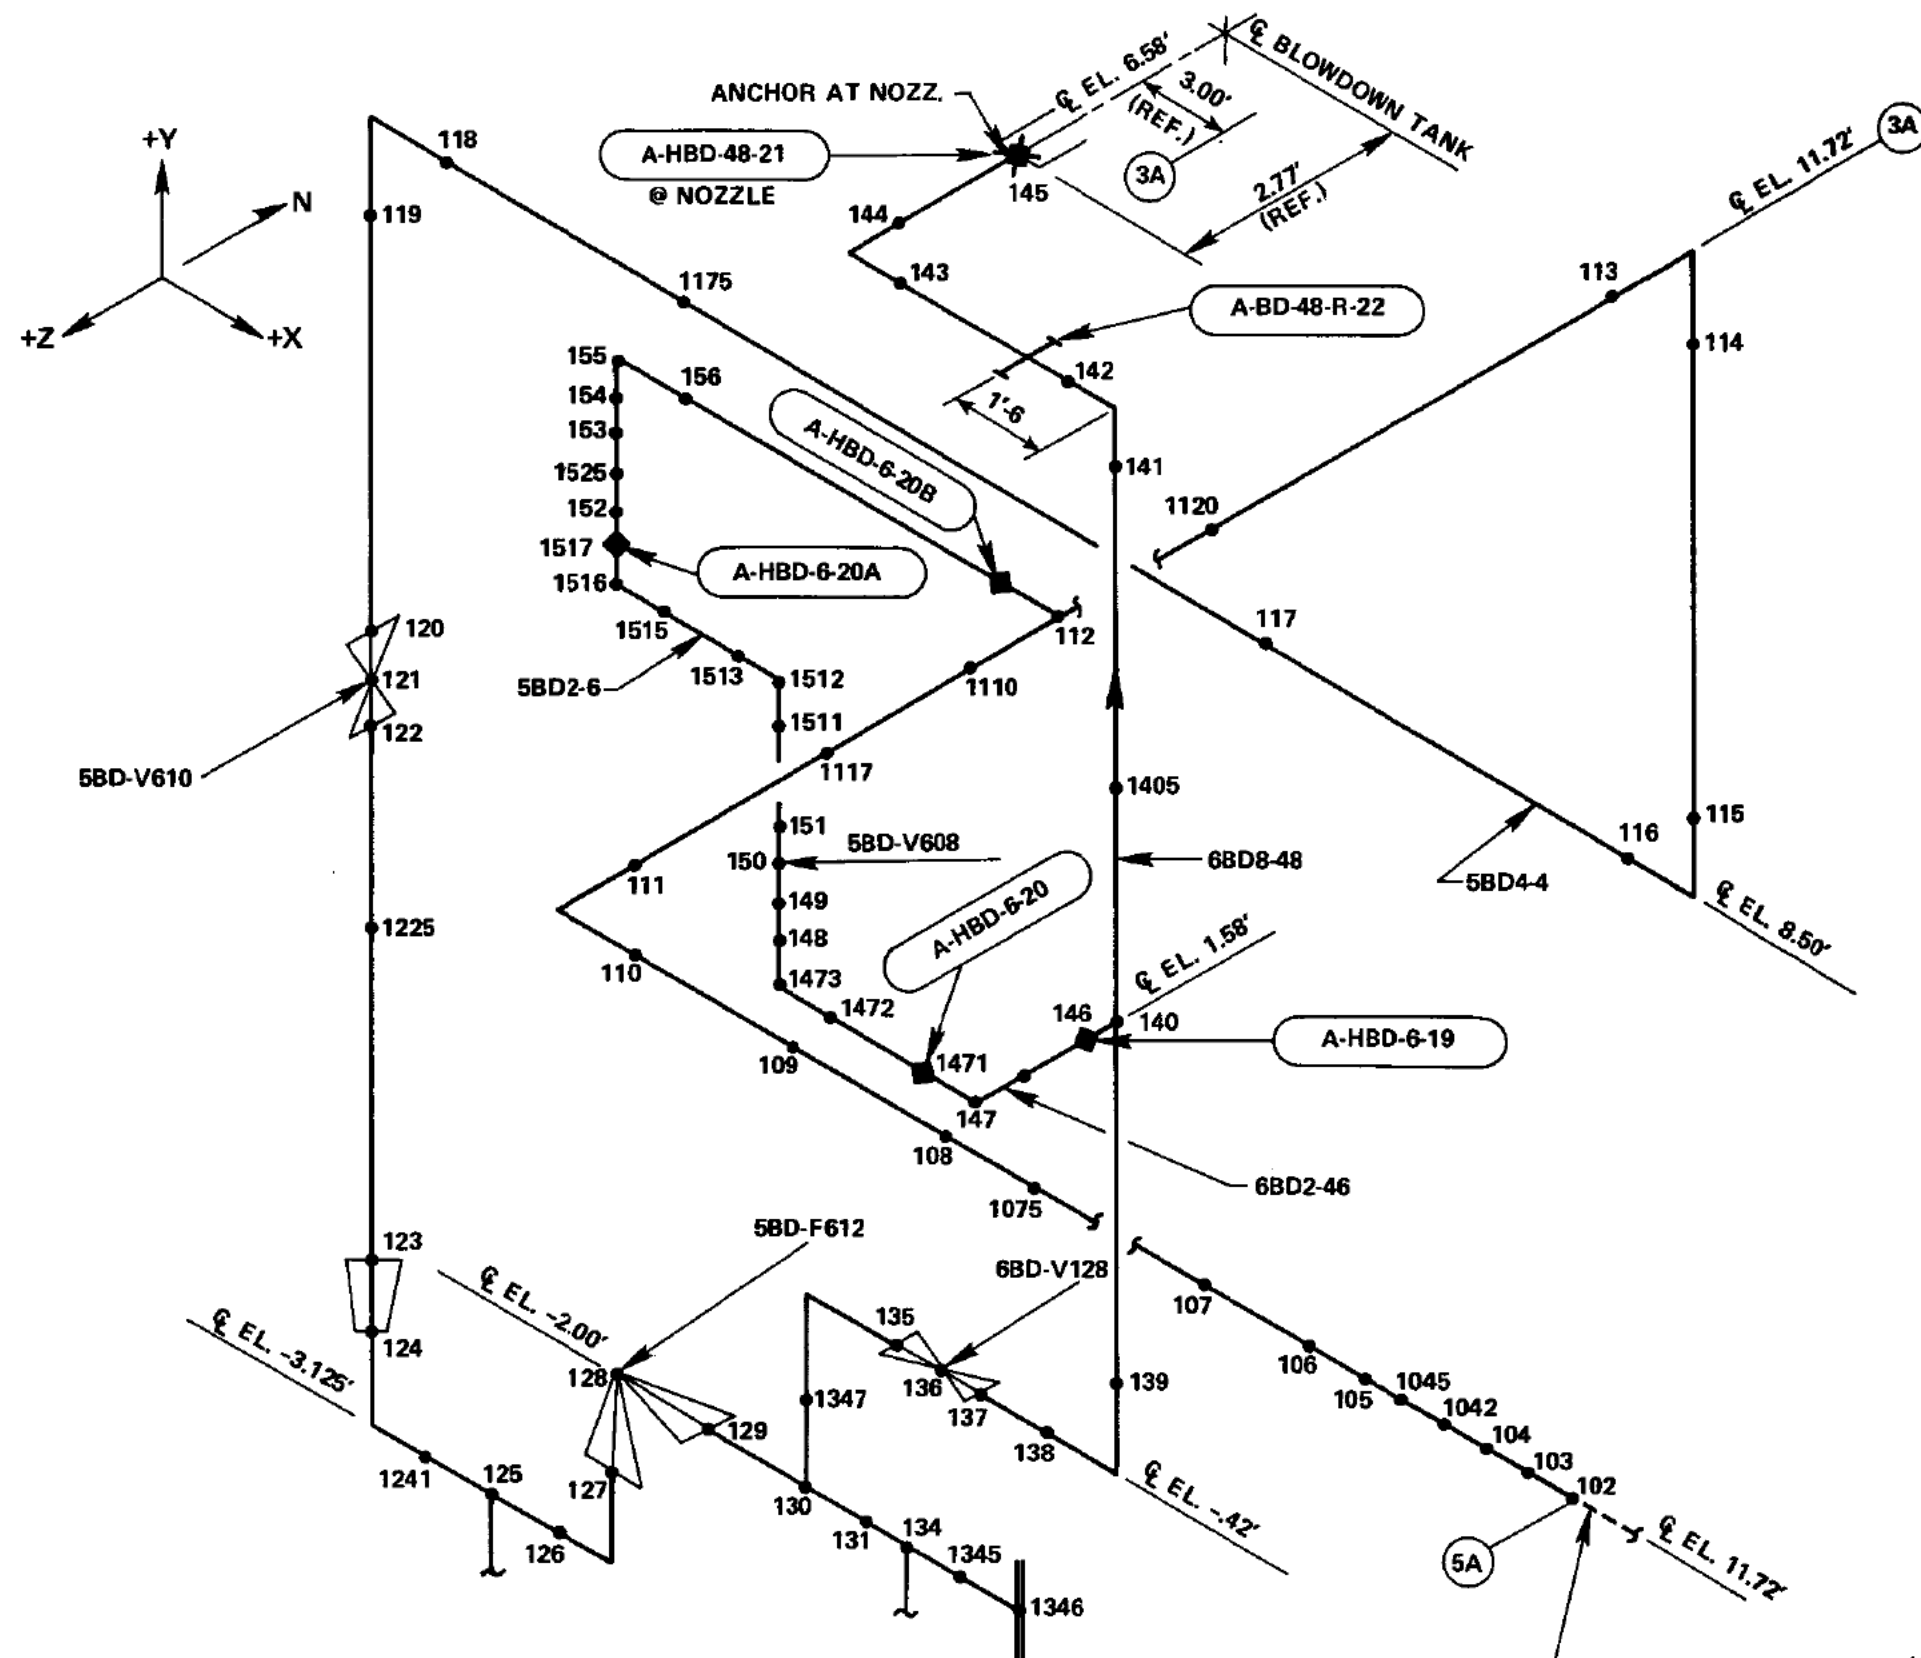 ℄ BLOWDOWN TANK
℄ EL. 6.58'
ANCHOR AT NOZZ.
3.00'
(REF.)
3A
+Y
118
A-HBD-48-21
@ NOZZLE
145
3A
℄ EL. 11.72'
N
2.77'
(REF.)
119
144
143
113
1175
A-BD-48-R-22
+Z
+X
114
155
156
142
154
1'-6
153
A-HBD-6-20B
1525
141
152
1120
1517
A-HBD-6-20A
1516
120
1515
112
117
121
5BD2-6
1513
1512
1110
1511
122
5BD-V610
1117
1405
151
5BD-V608
115
150
6BD8-48
116
111
5BD4-4
149
A-HBD-6-20
1225
148
℄ EL. 1.58'
℄ EL. 8.50'
110
1473
1472
146
140
A-HBD-6-19
109
1471
147
108
6BD2-46
1075
5BD-F612
123
6BD-V128
℄ EL. -2.00'
107
135
℄ EL. -3.125'
124
128
136
106
139
105
1045
1347
137
1042
129
138
104
103
1241
125
127
℄ EL. -.42'
102
130
126
131
134
5A
℄ EL. 11.72'
1345
1346